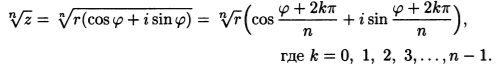 ⁿ√z = ⁿ√(r(cos φ + i sin φ)) = ⁿ√r (cos (φ + 2kπ)/n + i sin (φ + 2kπ)/n),
где k = 0, 1, 2, 3, ..., n − 1.